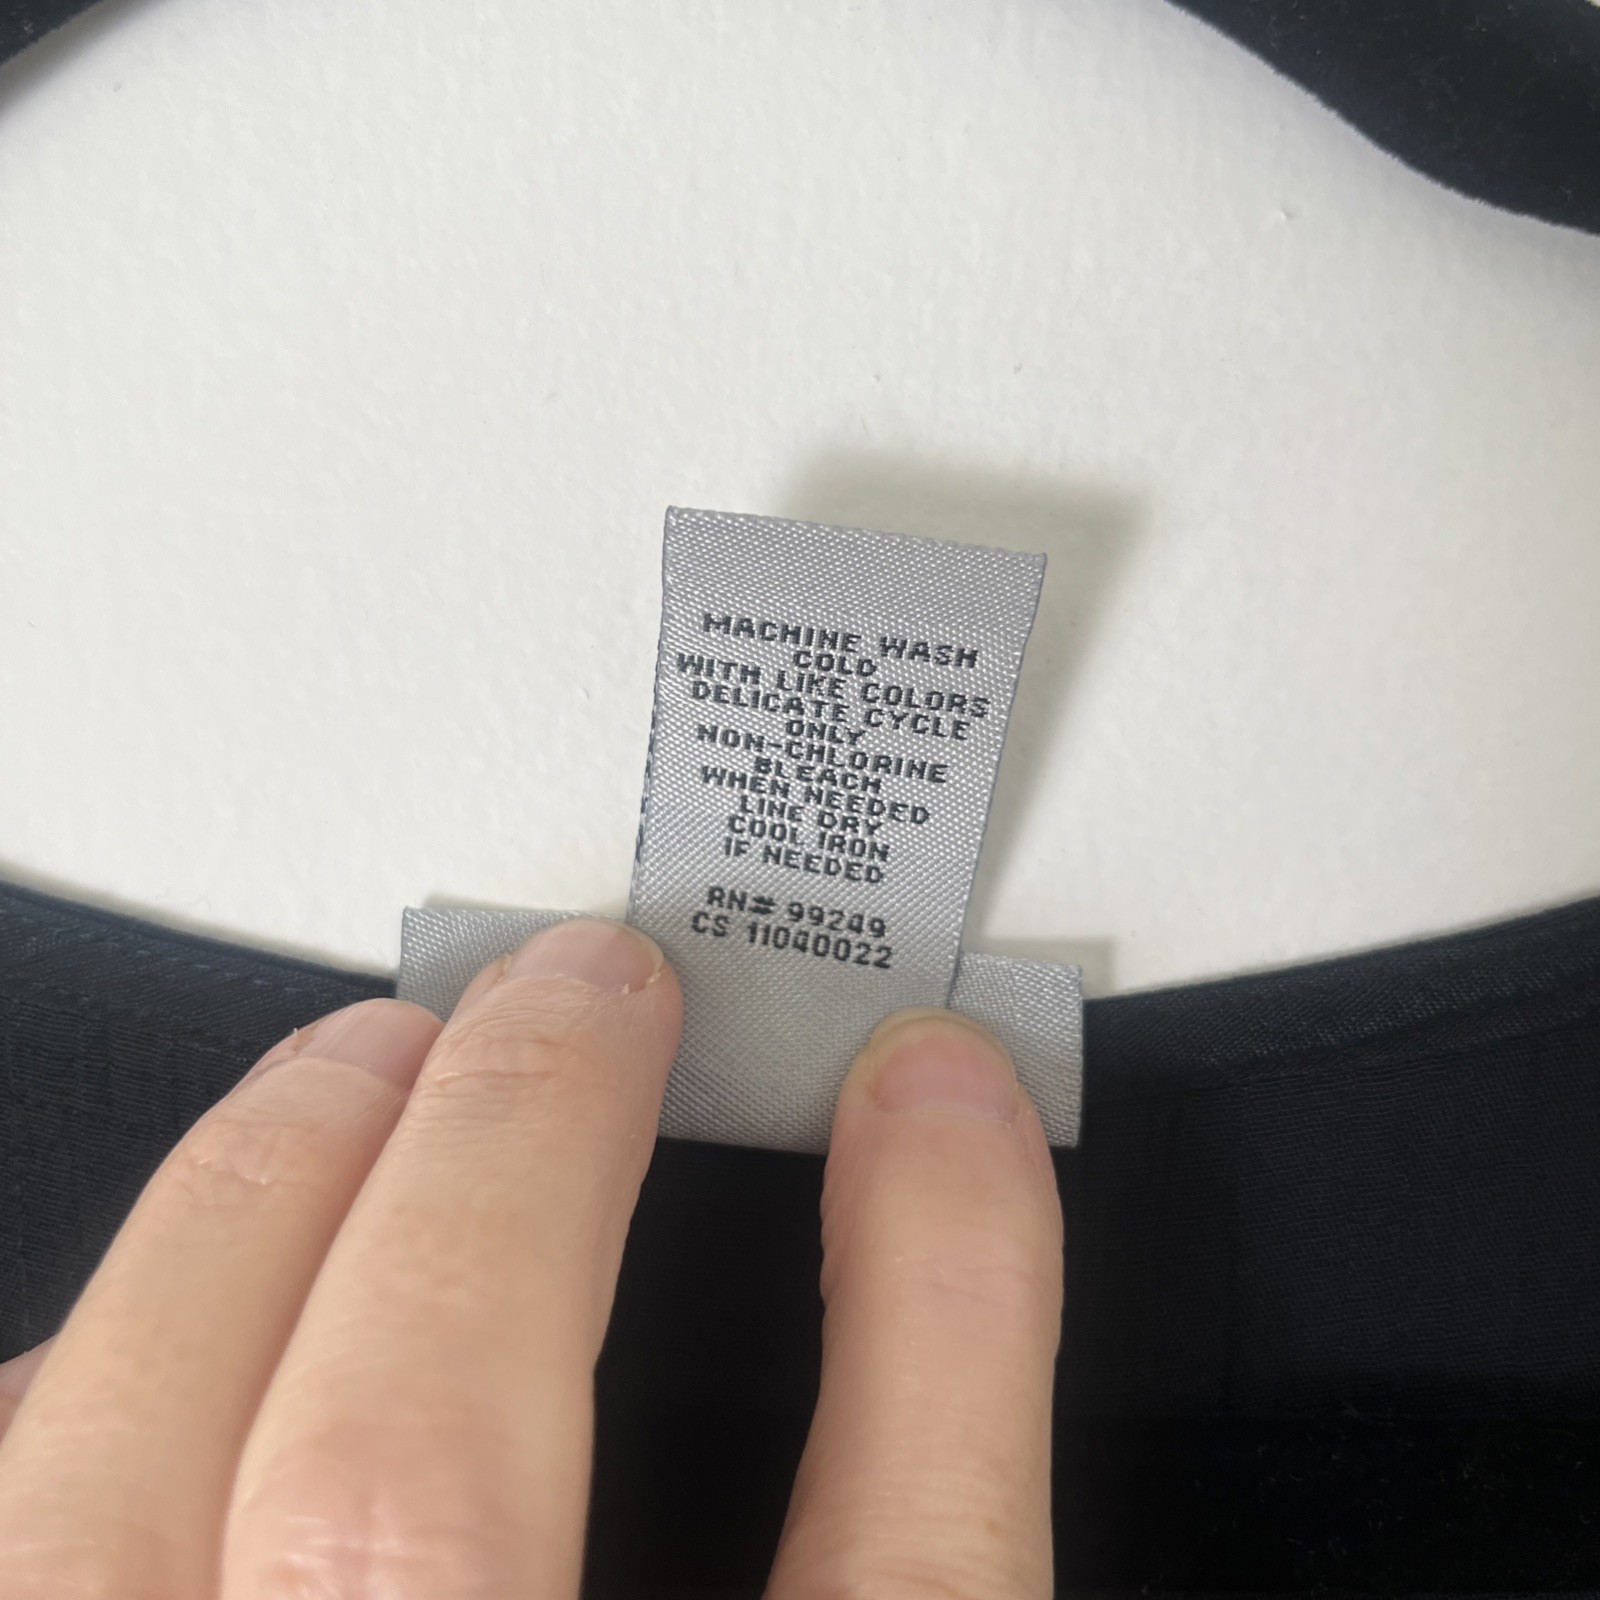 MACHINE WASH
COLD
WITH LIKE COLORS
DELICATE CYCLE
ONLY
NON-CHLORINE
BLEACH
WHEN NEEDED
LINE DRY
COOL IRON
IF NEEDED
RN# 99249
CS 11040022